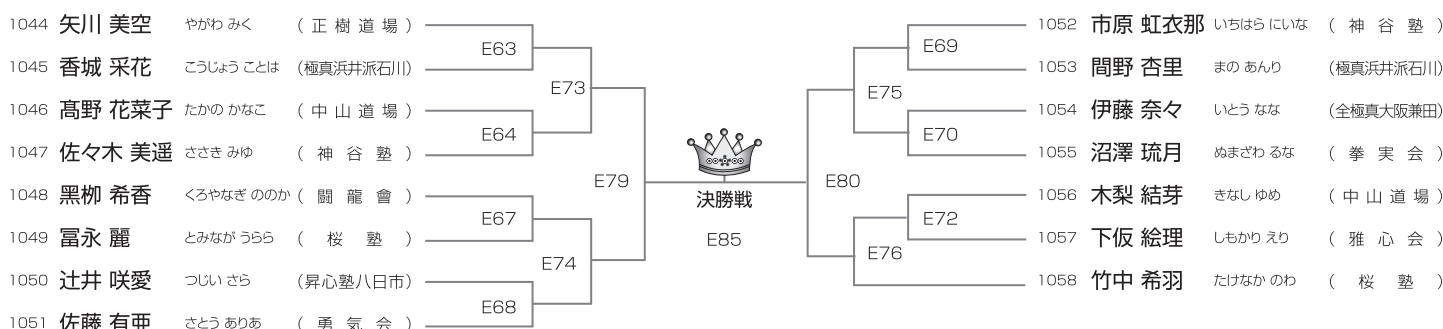 1044 矢川 美空 やがわ みく （正樹道場）
E63
1045 香城 采花 こうじょう ことは （極真浜井派石川）
E73
1046 髙野 花菜子 たかの かなこ （中山道場）
E64
1047 佐々木 美遥 ささき みゆ （神谷塾）
E79
1048 黑栁 希香 くろやなぎ ののか （闘龍會）
E67
1049 冨永 麗 とみなが うらら （桜塾）
E74
1050 辻井 咲愛 つじい さら （昇心塾八日市）
E68
1051 佐藤 有亜 さとう ありあ （勇気会）
決勝戦
E85
1052 市原 虹衣那 いちはら にいな （神谷塾）
E69
1053 間野 杏里 まの あんり （極真浜井派石川）
E75
1054 伊藤 奈々 いとう なな （全極真大阪兼田）
E70
1055 沼澤 琉月 ぬまざわ るな （拳実会）
E80
1056 木梨 結芽 きなし ゆめ （中山道場）
E72
1057 下仮 絵理 しもかり えり （雅心会）
E76
1058 竹中 希羽 たけなか のわ （桜塾）